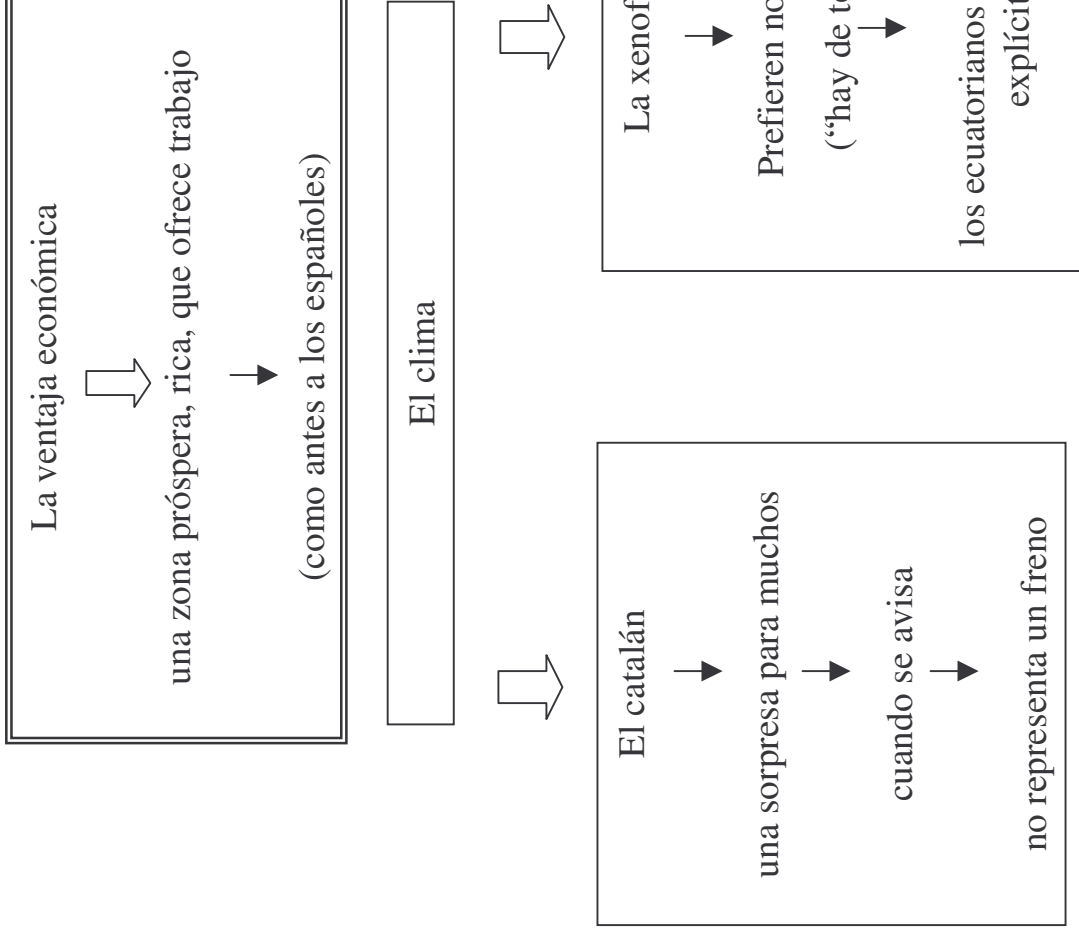 La ventaja económica
una zona próspera, rica, que ofrece trabajo
(como antes a los españoles)
El clima
El catalán
una sorpresa para muchos
cuando se avisa
no representa un freno
La xenof
Prefieren no
(“hay de to
los ecuatorianos
explícit